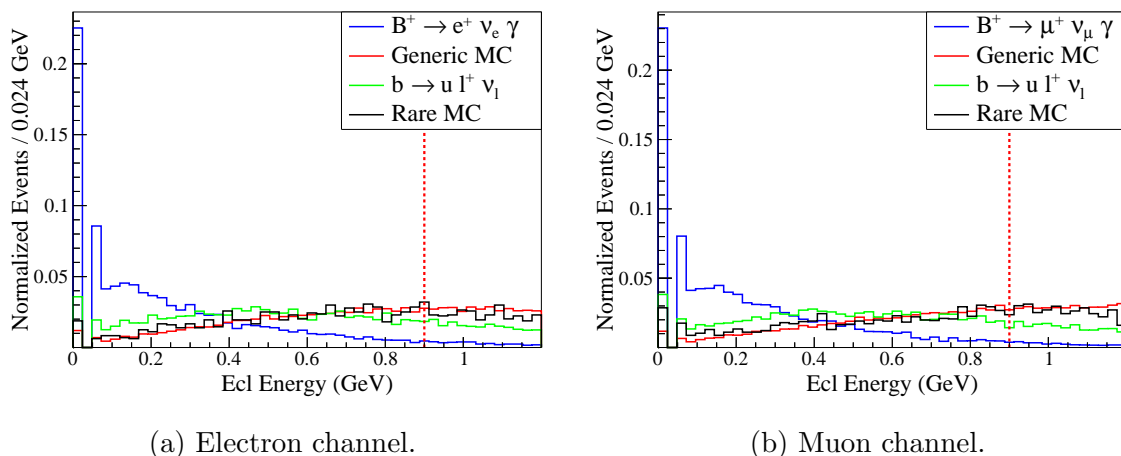 Normalized Events / 0.024 GeV
0.2
0.15
0.1
0.05
0 0.2 0.4 0.6 0.8 1
Ecl Energy (GeV)
B⁺ → e⁺ νₑ γ
Generic MC
b → u l⁺ νₗ
Rare MC
(a) Electron channel.
Normalized Events / 0.024 GeV
0.2
0.15
0.1
0.05
0 0.2 0.4 0.6 0.8 1
Ecl Energy (GeV)
B⁺ → μ⁺ ν_μ γ
Generic MC
b → u l⁺ νₗ
Rare MC
(b) Muon channel.